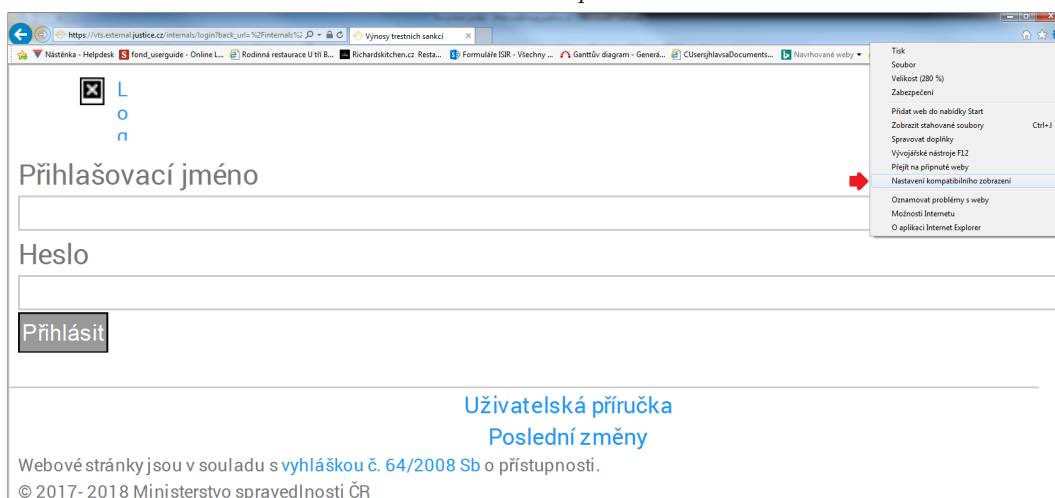 https://vts.external.justice.cz/internals/login?back_url=%2Finternals%2
Výnosy trestních sankcí
Nástěnka - Helpdesk
fond_userguide - Online L...
Rodinná restaurace U tří B...
Richardskitchen.cz Resta...
Formuláře ISIR - Všechny ...
Ganttův diagram - Generá...
CUsersjhlavsaDocuments...
Navrhované weby
Tisk
Soubor
Velikost (280 %)
Zabezpečení
Přidat web do nabídky Start
Zobrazit stahované soubory Ctrl+J
Spravovat doplňky
Vývojářské nástroje F12
Přejít na připnuté weby
Nastavení kompatibilního zobrazení
Oznamovat problémy s weby
Možnosti Internetu
O aplikaci Internet Explorer
L
o
g
Přihlašovací jméno
Heslo
Přihlásit
Uživatelská příručka
Poslední změny
Webové stránky jsou v souladu s vyhláškou č. 64/2008 Sb o přístupnosti.
© 2017- 2018 Ministerstvo spravedlnosti ČR